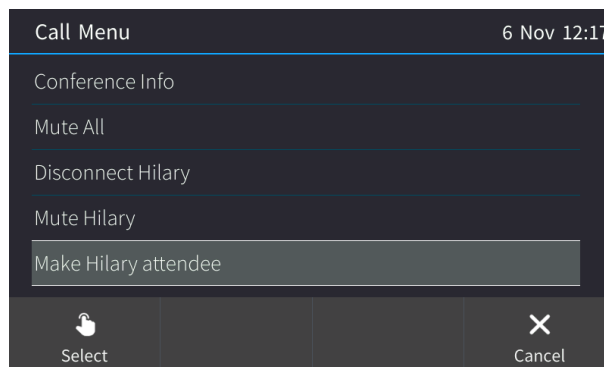 Call Menu 6 Nov 12:17
Conference Info
Mute All
Disconnect Hilary
Mute Hilary
Make Hilary attendee
Select Cancel